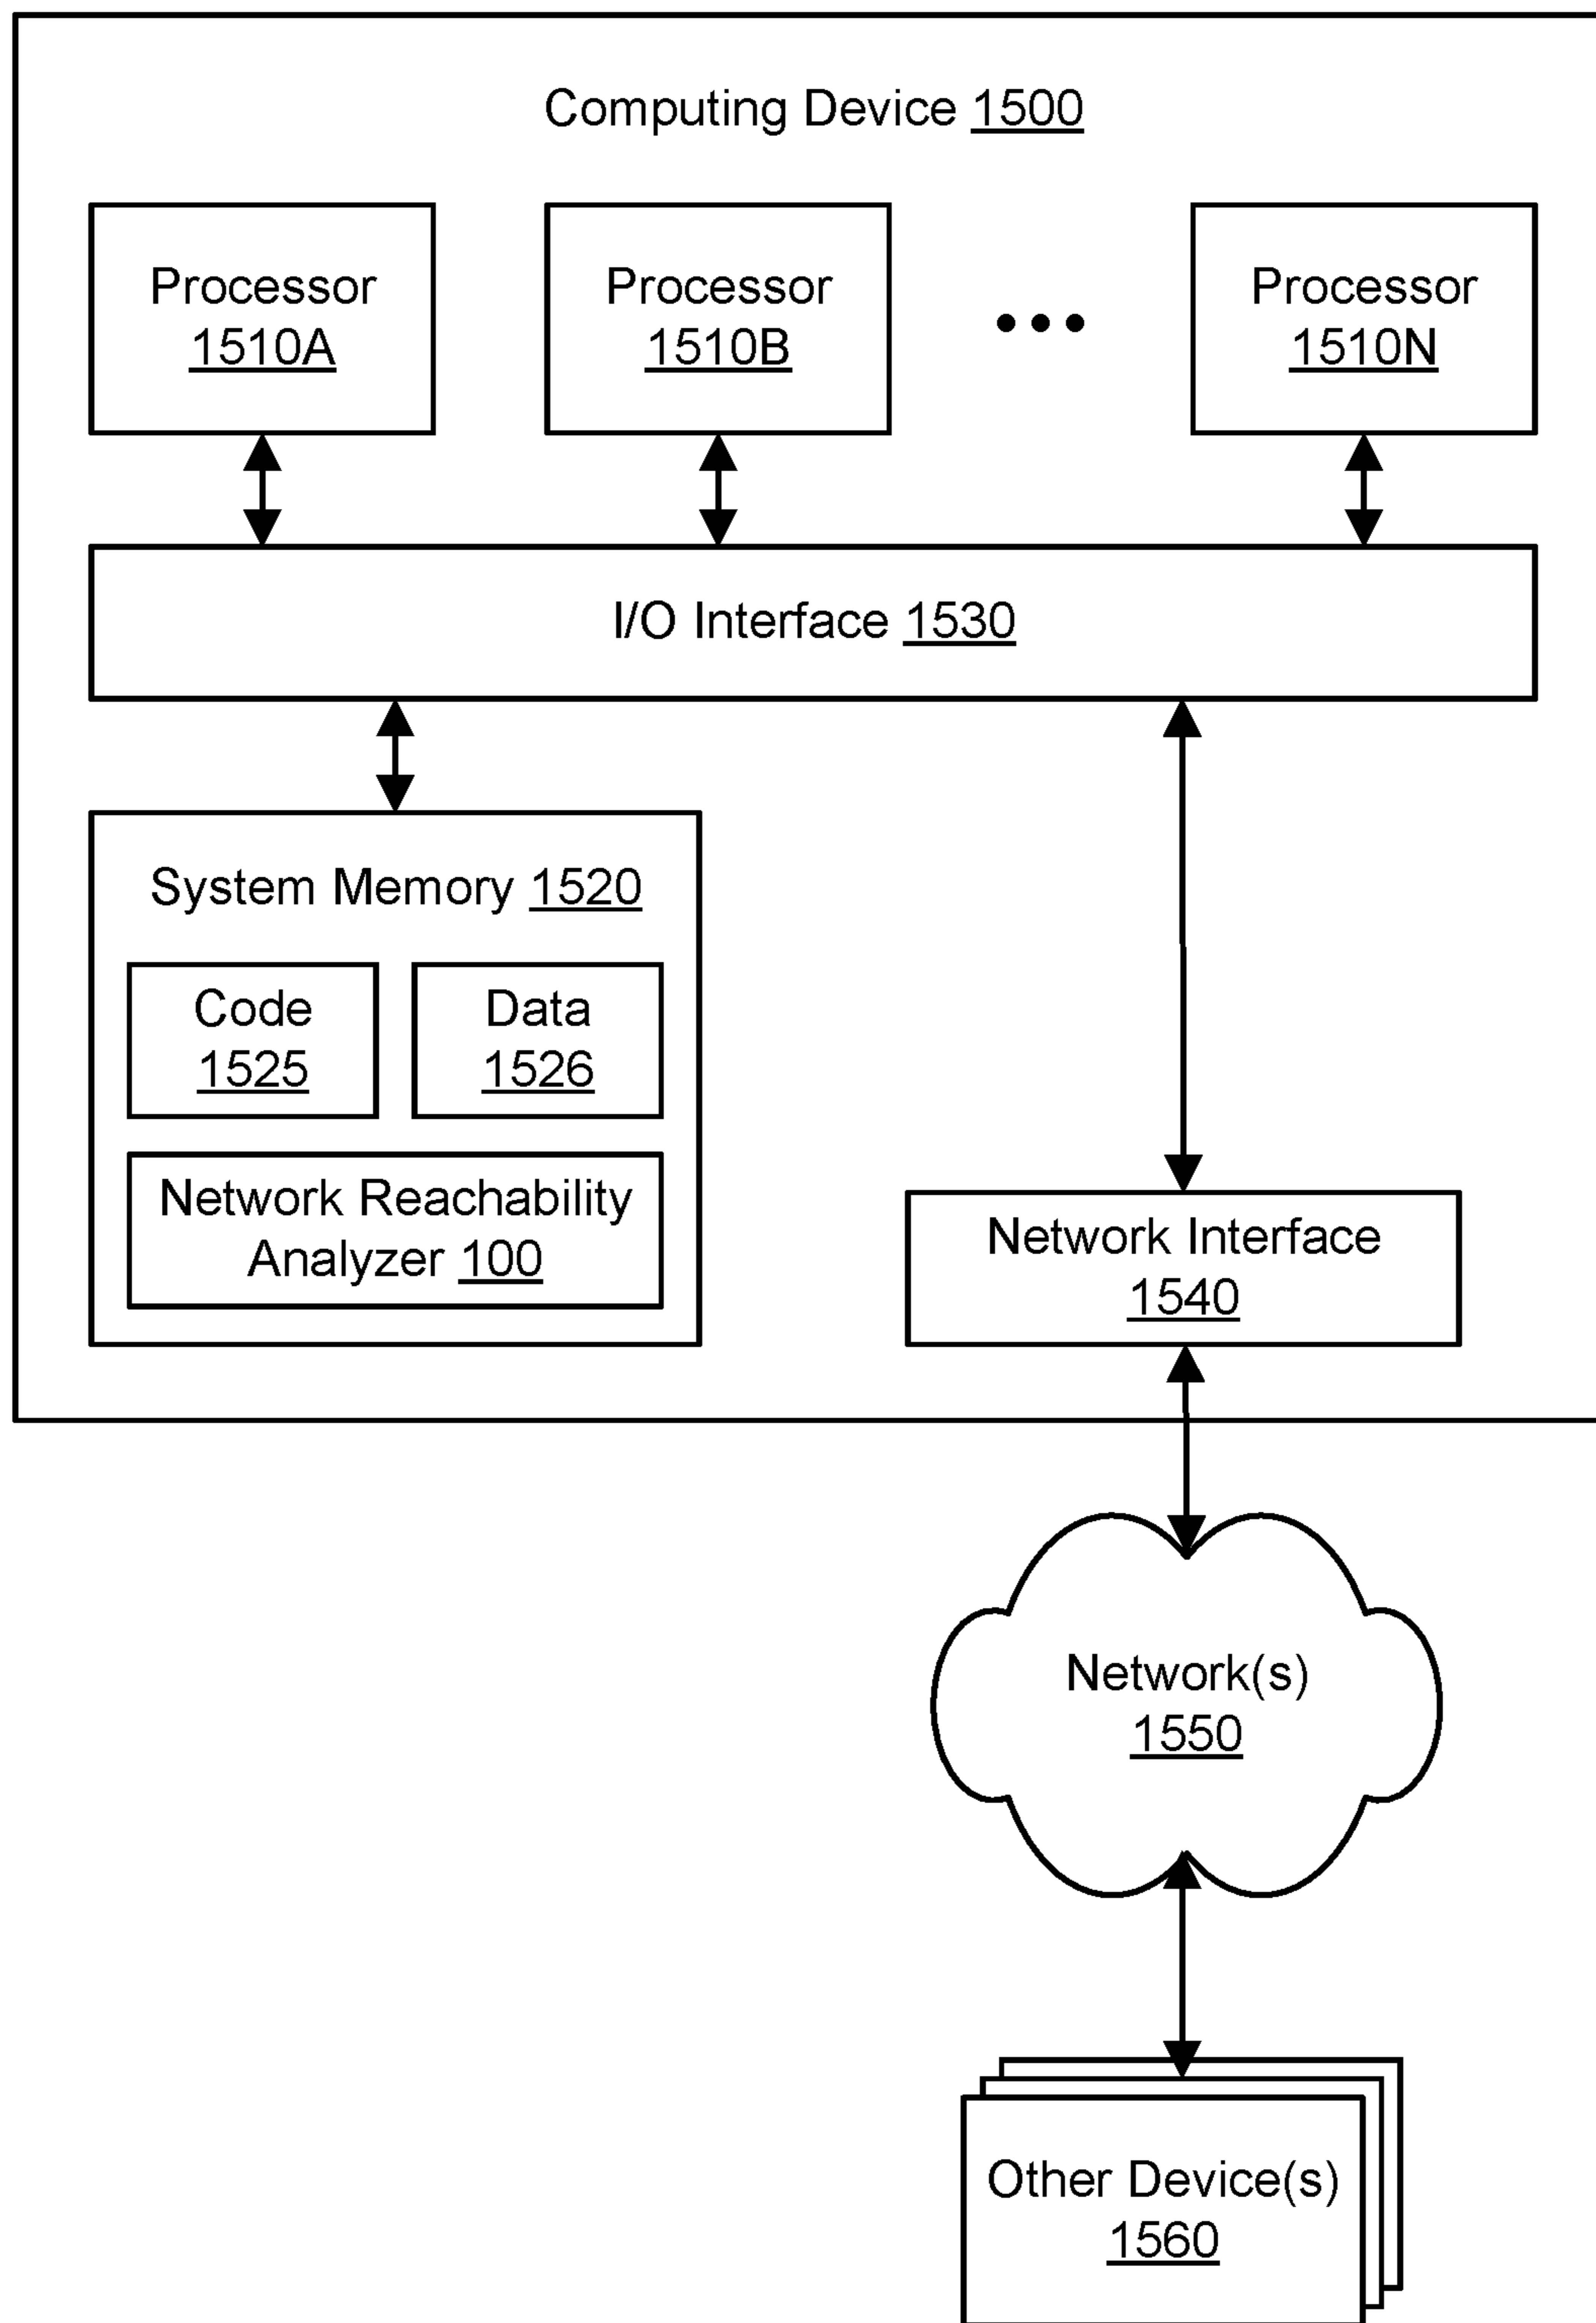 Computing Device 1500
Processor
1510A
Processor
1510B
Processor
1510N
I/O Interface 1530
System Memory 1520
Code
1525
Data
1526
Network Reachability
Analyzer 100
Network Interface
1540
Network(s)
1550
Other Device(s)
1560